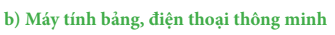 b) Máy tính bảng, điện thoại thông minh